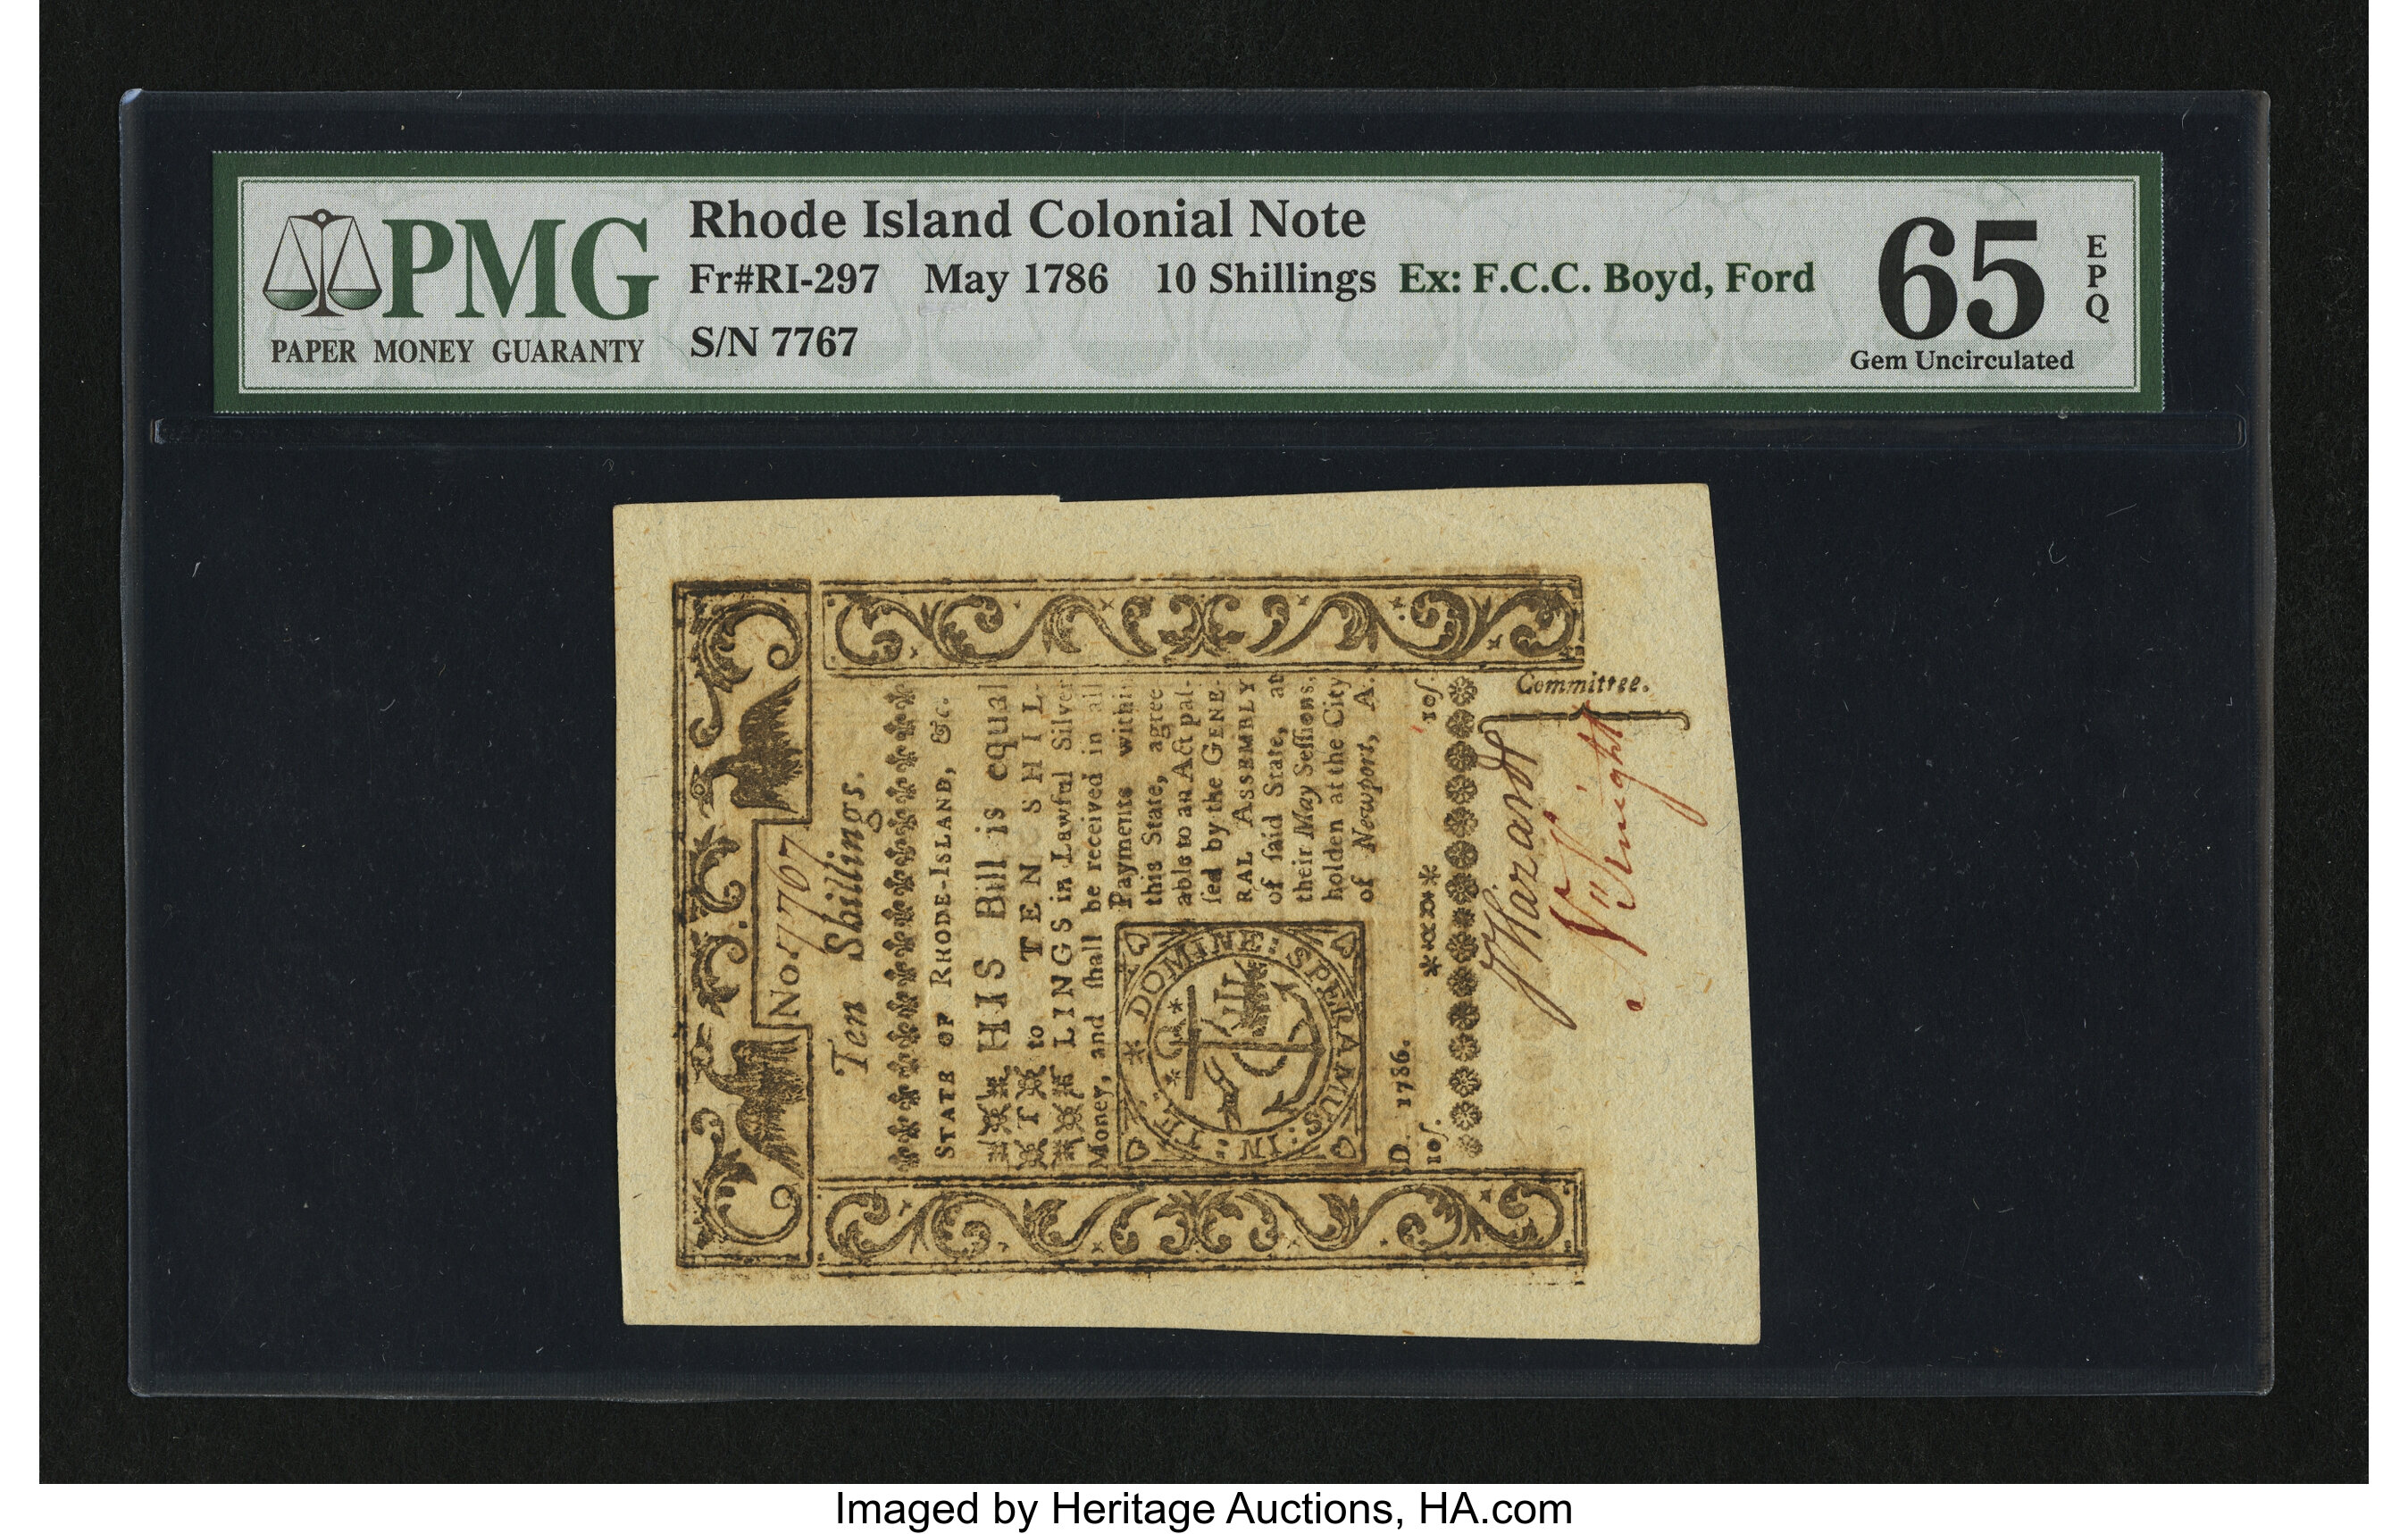 PMG
PAPER MONEY GUARANTY
Rhode Island Colonial Note
Fr#RI-297 May 1786 10 Shillings Ex: F.C.C. Boyd, Ford
S/N 7767
65
EPQ
Gem Uncirculated
No. 7767
Ten Shillings.
STATE OF RHODE-ISLAND, &c.
THIS Bill is equal
to TEN SHIL-
LINGS in Lawful Silver
Money, and ſhall be received in all
Payments
this State, agree
able to an Act paſ-
ſed by the GENE-
RAL ASSEMBLY
of ſaid State, at
their May Seſſions,
holden at the City
of Newport, A.
D. 1786.
* DOMINE: SPERAMUS: IN: TE
10ſ. 10ſ.
J Hazard
Committee.
Imaged by Heritage Auctions, HA.com